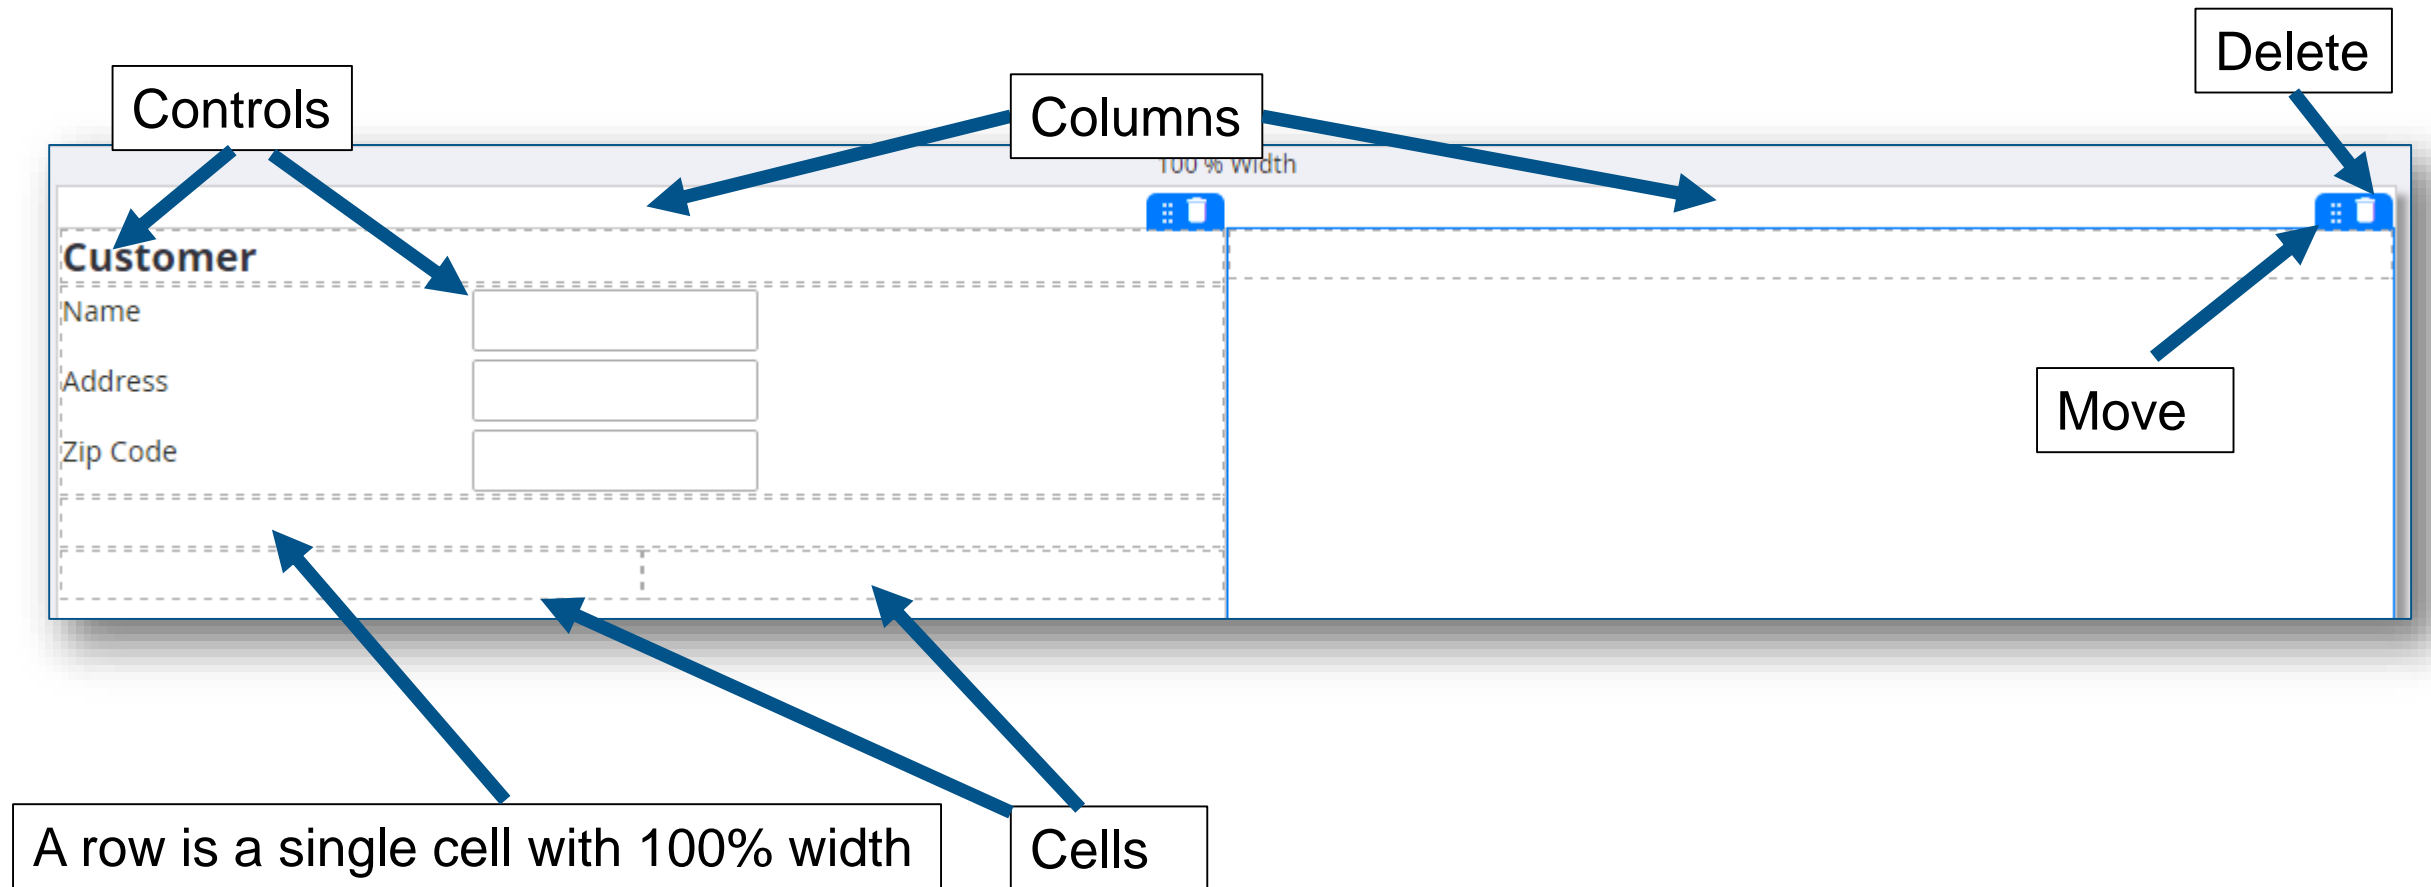 Delete
Controls
Columns
100 % Width
Customer
Name
Address
Move
Zip Code
A row is a single cell with 100% width
Cells